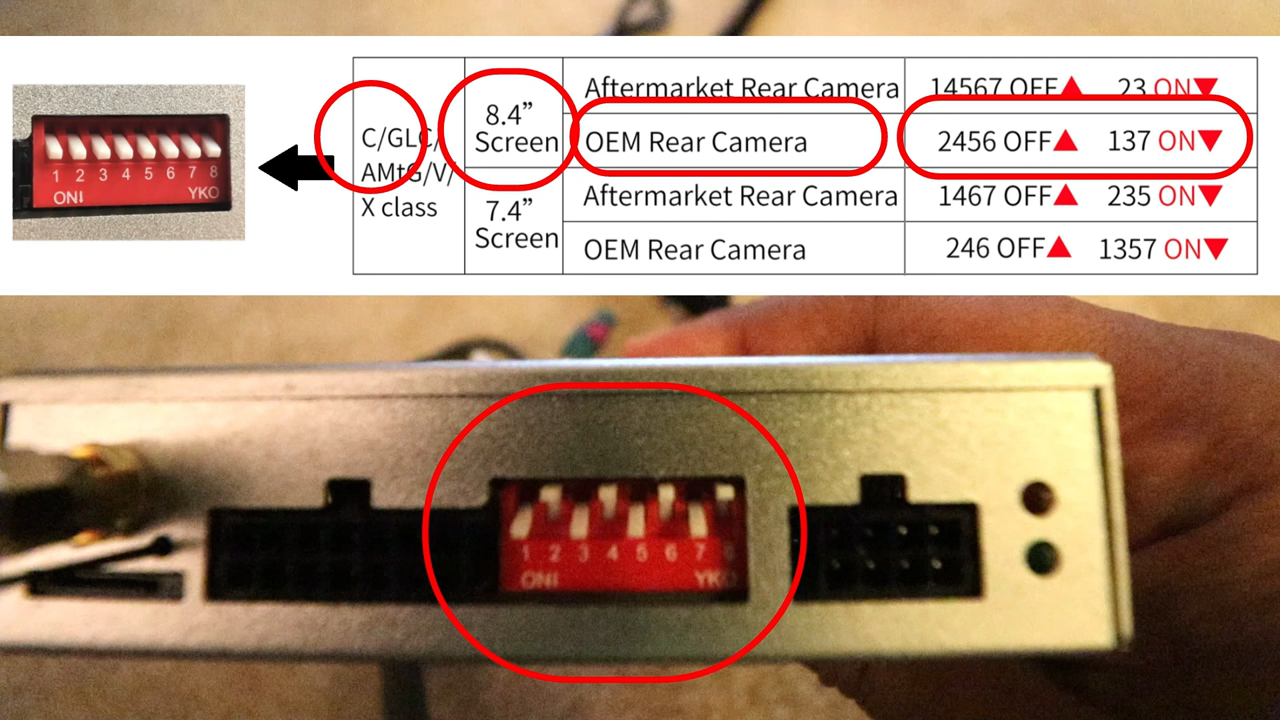 C/GLC/
AMtG/V/
X class
8.4”
Screen
7.4”
Screen
Aftermarket Rear Camera 14567 OFF▲ 23 ON▼
OEM Rear Camera 2456 OFF▲ 137 ON▼
Aftermarket Rear Camera 1467 OFF▲ 235 ON▼
OEM Rear Camera 246 OFF▲ 1357 ON▼
1 2 3 4 5 6 7 8
ON↓ YKO
1 2 3 4 5 6 7 8
ON↓ YKO